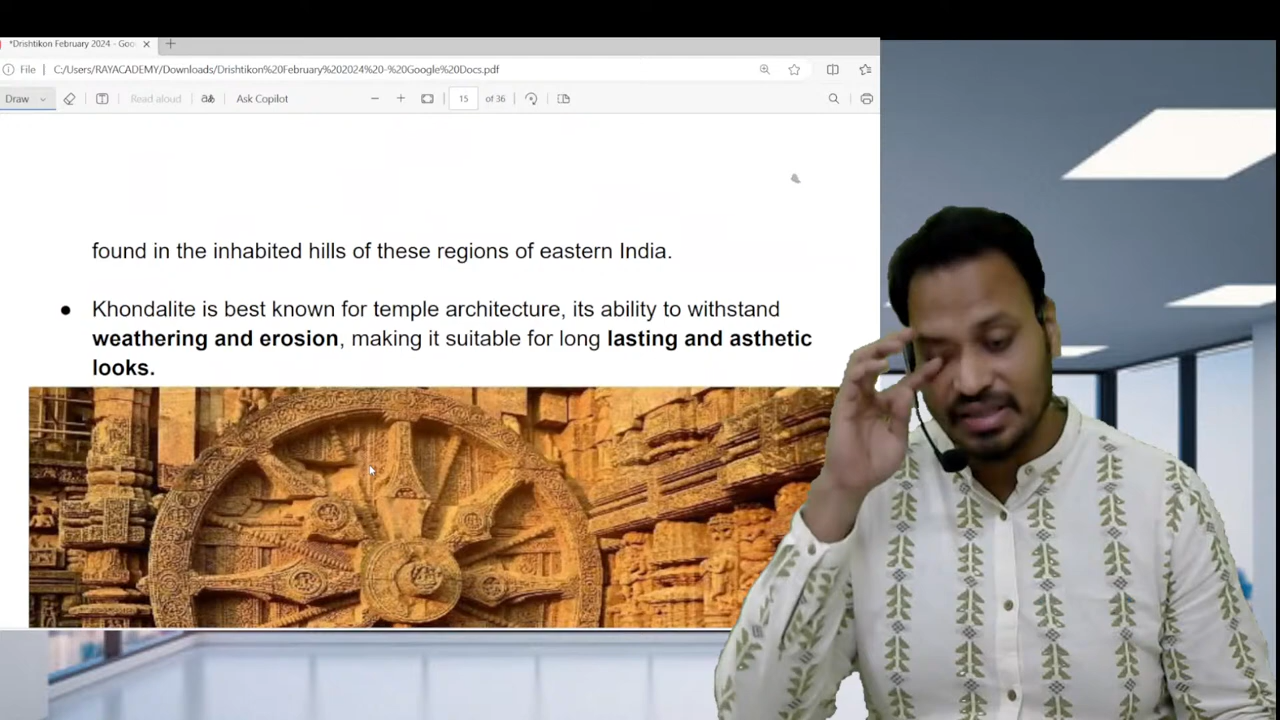 *Drishtikon February 2024 - Goo
File C:/Users/RAYACADEMY/Downloads/Drishtikon%20February%202024%20-%20Google%20Docs.pdf
Draw Read aloud Ask Copilot 15 of 36
found in the inhabited hills of these regions of eastern India.
● Khondalite is best known for temple architecture, its ability to withstand
weathering and erosion, making it suitable for long lasting and asthetic
looks.